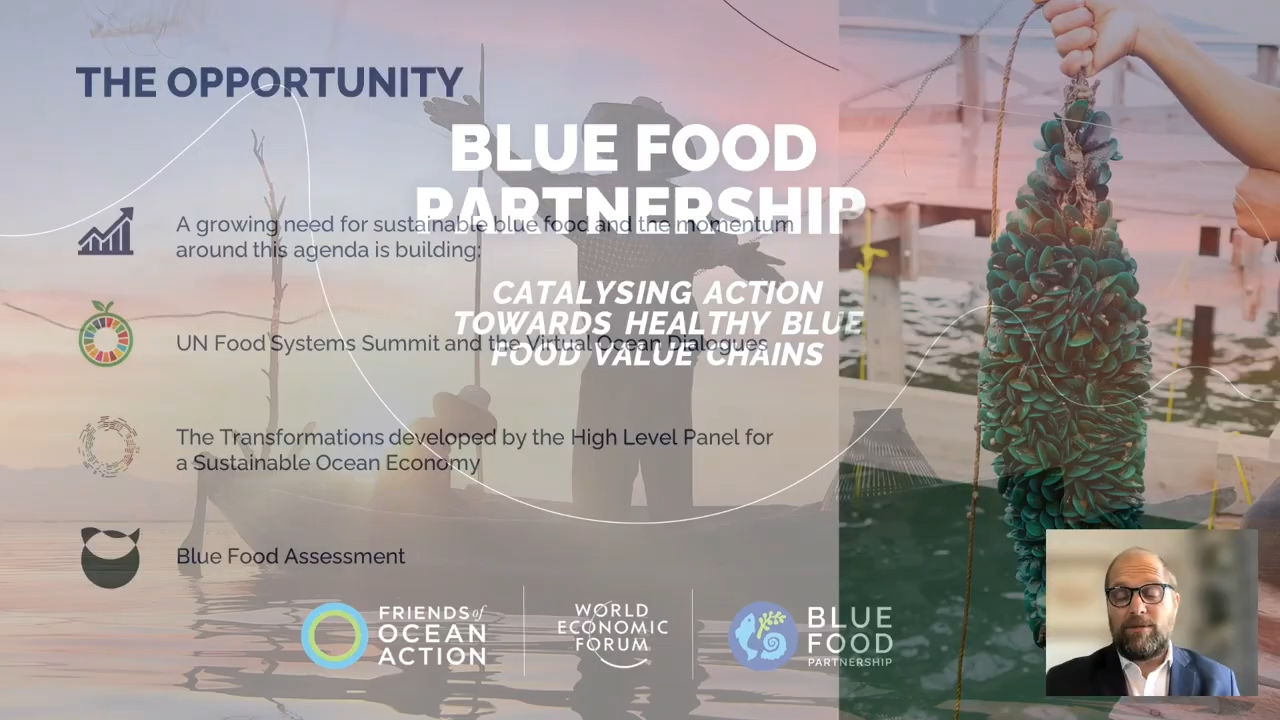 THE OPPORTUNITY
BLUE FOOD
PARTNERSHIP
A growing need for sustainable blue food and the momentum
around this agenda is building:
CATALYSING ACTION
TOWARDS HEALTHY BLUE
FOOD VALUE CHAINS
UN Food Systems Summit and the Virtual Ocean Dialogues
The Transformations developed by the High Level Panel for
a Sustainable Ocean Economy
Blue Food Assessment
FRIENDS of
OCEAN
ACTION
WORLD
ECONOMIC
FORUM
BLUE
FOOD
PARTNERSHIP